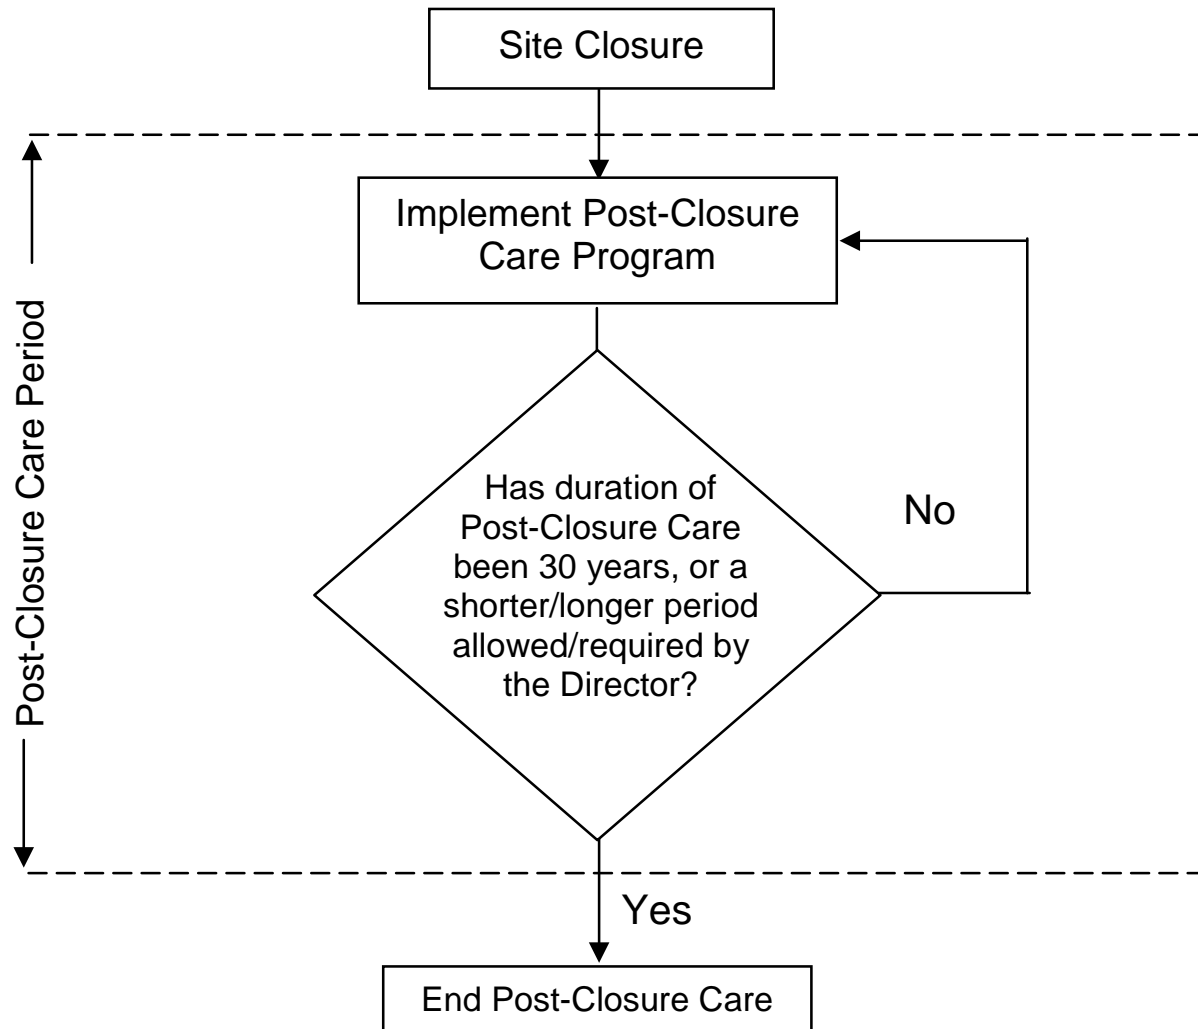 Site Closure
Implement Post-Closure
Care Program
Post-Closure Care Period
Has duration of
Post-Closure Care
been 30 years, or a
shorter/longer period
allowed/required by
the Director?
No
Yes
End Post-Closure Care